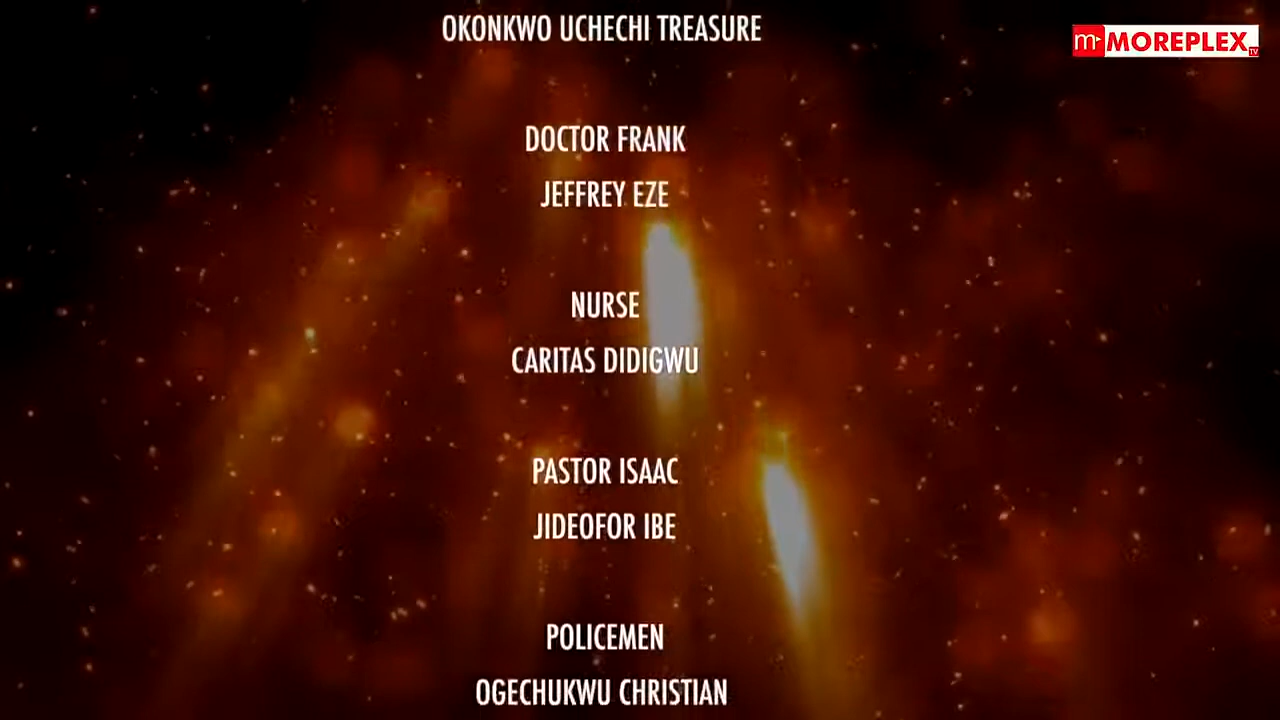 OKONKWO UCHECHI TREASURE
MOREPLEX TV
DOCTOR FRANK
JEFFREY EZE
NURSE
CARITAS DIDIGWU
PASTOR ISAAC
JIDEOFOR IBE
POLICEMEN
OGECHUKWU CHRISTIAN